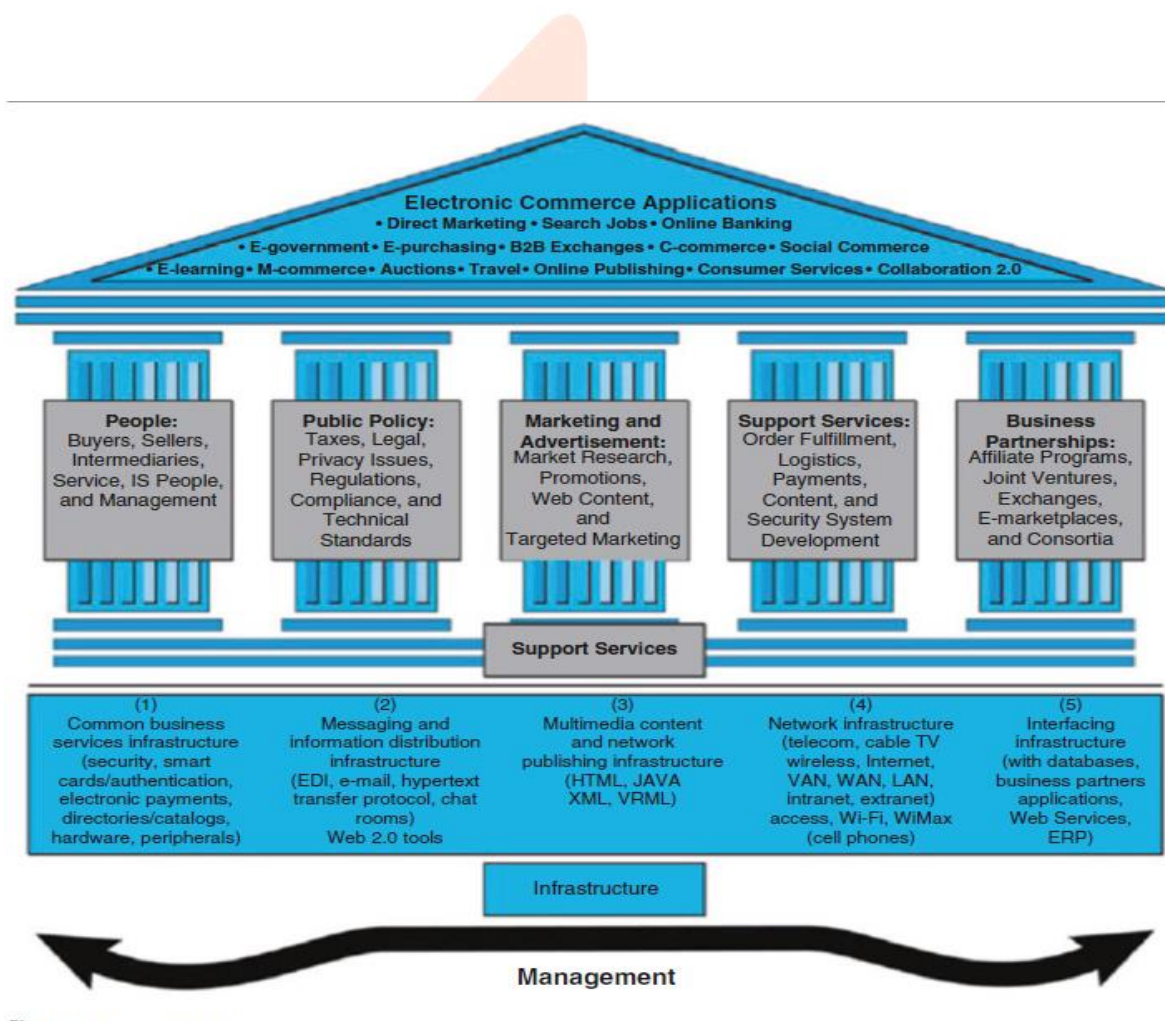 Electronic Commerce Applications
• Direct Marketing • Search Jobs • Online Banking
• E-government • E-purchasing • B2B Exchanges • C-commerce • Social Commerce
• E-learning • M-commerce • Auctions • Travel • Online Publishing • Consumer Services • Collaboration 2.0
People:
Buyers, Sellers,
Intermediaries,
Service, IS People,
and Management
Public Policy:
Taxes, Legal,
Privacy Issues,
Regulations,
Compliance, and
Technical
Standards
Marketing and
Advertisement:
Market Research,
Promotions,
Web Content,
and
Targeted Marketing
Support Services:
Order Fulfillment,
Logistics,
Payments,
Content, and
Security System
Development
Business
Partnerships:
Affiliate Programs,
Joint Ventures,
Exchanges,
E-marketplaces,
and Consortia
Support Services
(1)
Common business
services infrastructure
(security, smart
cards/authentication,
electronic payments,
directories/catalogs,
hardware, peripherals)
(2)
Messaging and
information distribution
infrastructure
(EDI, e-mail, hypertext
transfer protocol, chat
rooms)
Web 2.0 tools
(3)
Multimedia content
and network
publishing infrastructure
(HTML, JAVA
XML, VRML)
(4)
Network infrastructure
(telecom, cable TV
wireless, Internet,
VAN, WAN, LAN,
intranet, extranet)
access, Wi-Fi, WiMax
(cell phones)
(5)
Interfacing
infrastructure
(with databases,
business partners
applications,
Web Services,
ERP)
Infrastructure
Management